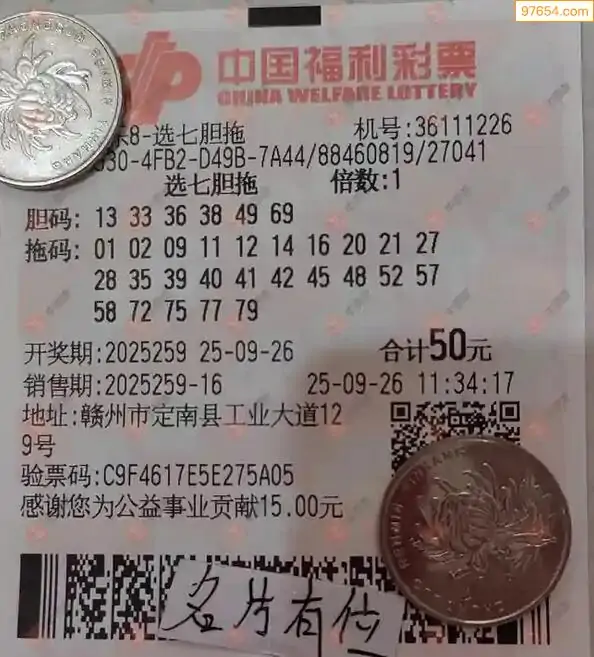 97654.com
中国福利彩票
CHINA WELFARE LOTTERY
8-选七胆拖 机号:36111226
30-4FB2-D49B-7A44/88460819/27041
选七胆拖 倍数:1
胆码: 13 33 36 38 49 69
拖码: 01 02 09 11 12 14 16 20 21 27
28 35 39 40 41 42 45 48 52 57
58 72 75 77 79
开奖期:2025259 25-09-26 合计50元
销售期:2025259-16 25-09-26 11:34:17
地址:赣州市定南县工业大道12
9号
验票码:C9F4617E5E275A05
感谢您为公益事业贡献15.00元
名片有位